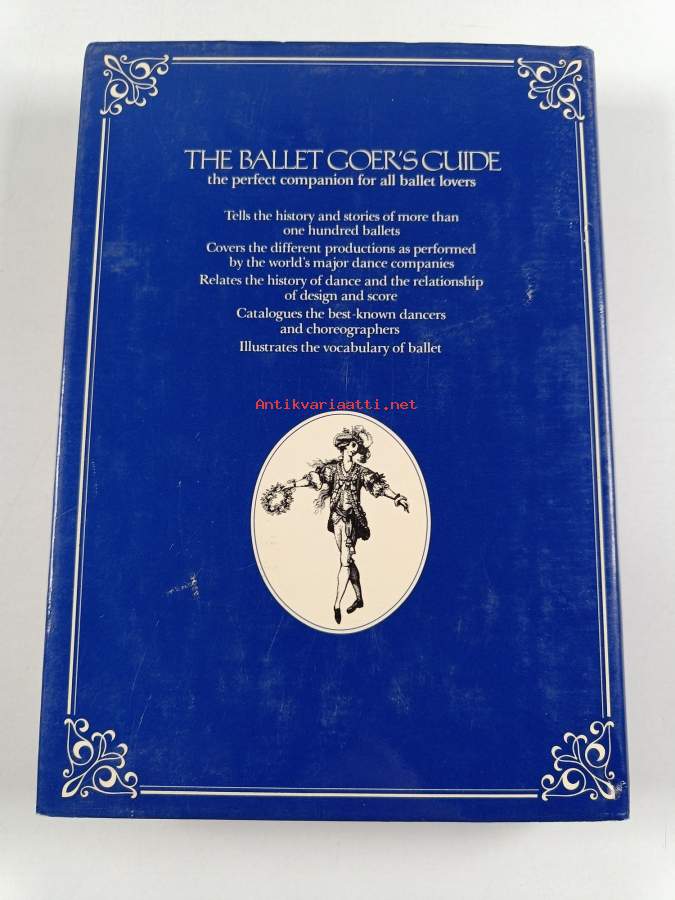 THE BALLET GOER'S GUIDE
the perfect companion for all ballet lovers
Tells the history and stories of more than
one hundred ballets
Covers the different productions as performed
by the world's major dance companies
Relates the history of dance and the relationship
of design and score
Catalogues the best-known dancers
and choreographers
Illustrates the vocabulary of ballet
Antikvariaatti.net